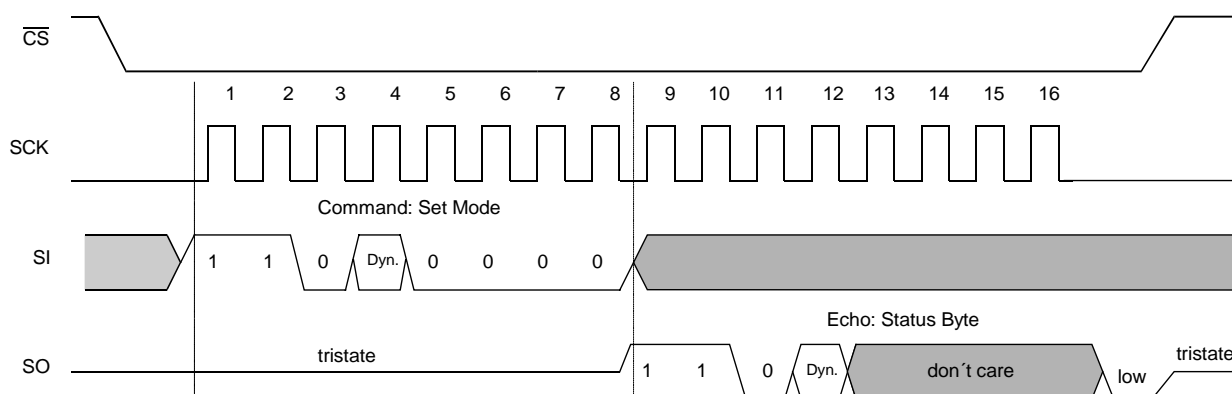 CS
1 2 3 4 5 6 7 8 9 10 11 12 13 14 15 16
SCK
Command: Set Mode
SI 1 1 0 Dyn. 0 0 0 0
Echo: Status Byte
SO tristate 1 1 0 Dyn. don´t care low tristate